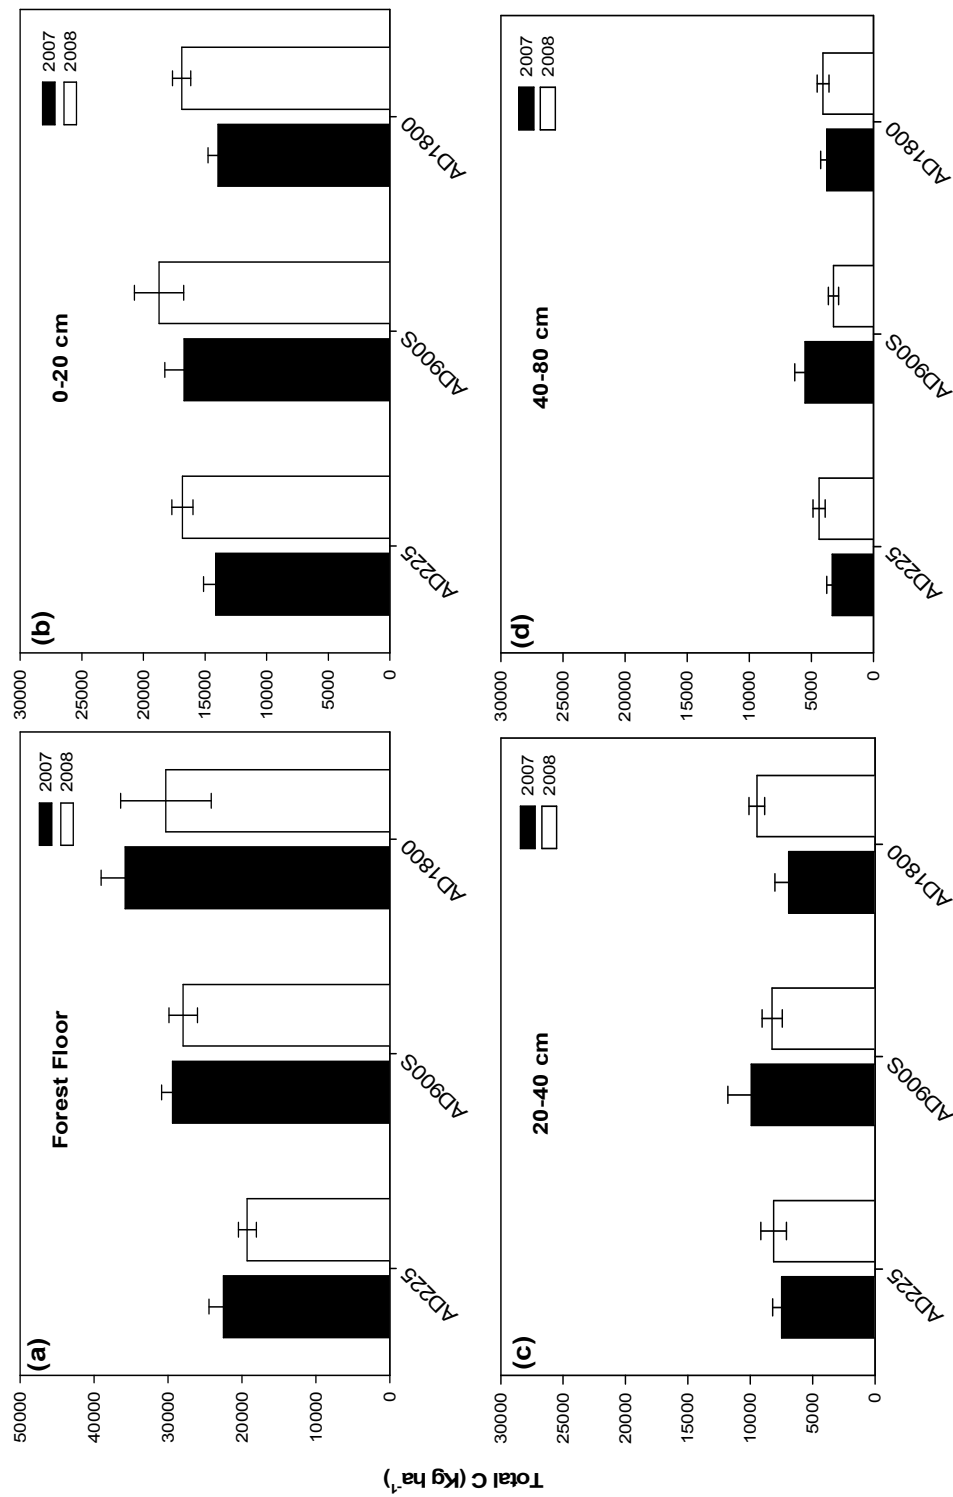 Total C (Kg ha⁻¹)
(a)
Forest Floor
2007
2008
50000
40000
30000
20000
10000
0
AD225
AD900S
AD1800
(b)
0-20 cm
2007
2008
30000
25000
20000
15000
10000
5000
0
AD225
AD900S
AD1800
(c)
20-40 cm
2007
2008
30000
25000
20000
15000
10000
5000
0
AD225
AD900S
AD1800
(d)
40-80 cm
2007
2008
30000
25000
20000
15000
10000
5000
0
AD225
AD900S
AD1800